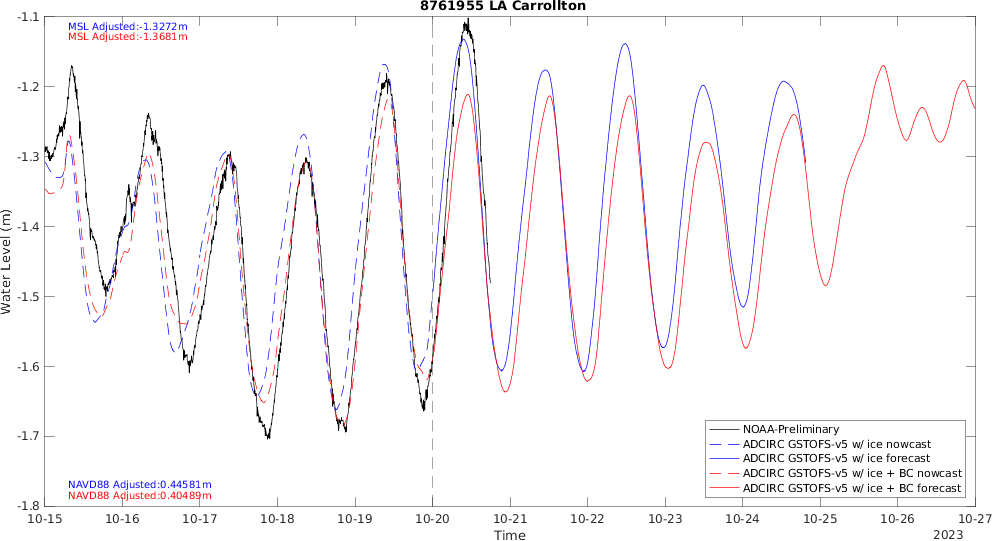 8761955 LA Carrollton
MSL Adjusted:-1.3272m
MSL Adjusted:-1.3681m
-1.1
-1.2
-1.3
-1.4
-1.5
-1.6
-1.7
-1.8
Water Level (m)
NOAA-Preliminary
ADCIRC GSTOFS-v5 w/ ice nowcast
ADCIRC GSTOFS-v5 w/ ice forecast
ADCIRC GSTOFS-v5 w/ ice + BC nowcast
ADCIRC GSTOFS-v5 w/ ice + BC forecast
NAVD88 Adjusted:0.44581m
NAVD88 Adjusted:0.40489m
10-15 10-16 10-17 10-18 10-19 10-20 10-21 10-22 10-23 10-24 10-25 10-26 10-27
Time
2023